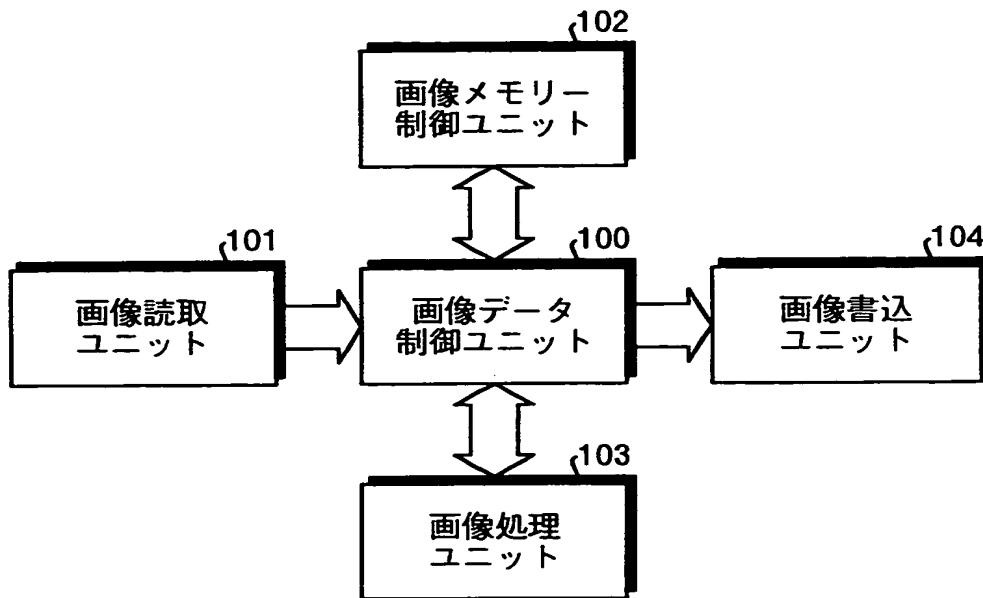 102
画像メモリー
制御ユニット
101
画像読取
ユニット
100
画像データ
制御ユニット
104
画像書込
ユニット
103
画像処理
ユニット